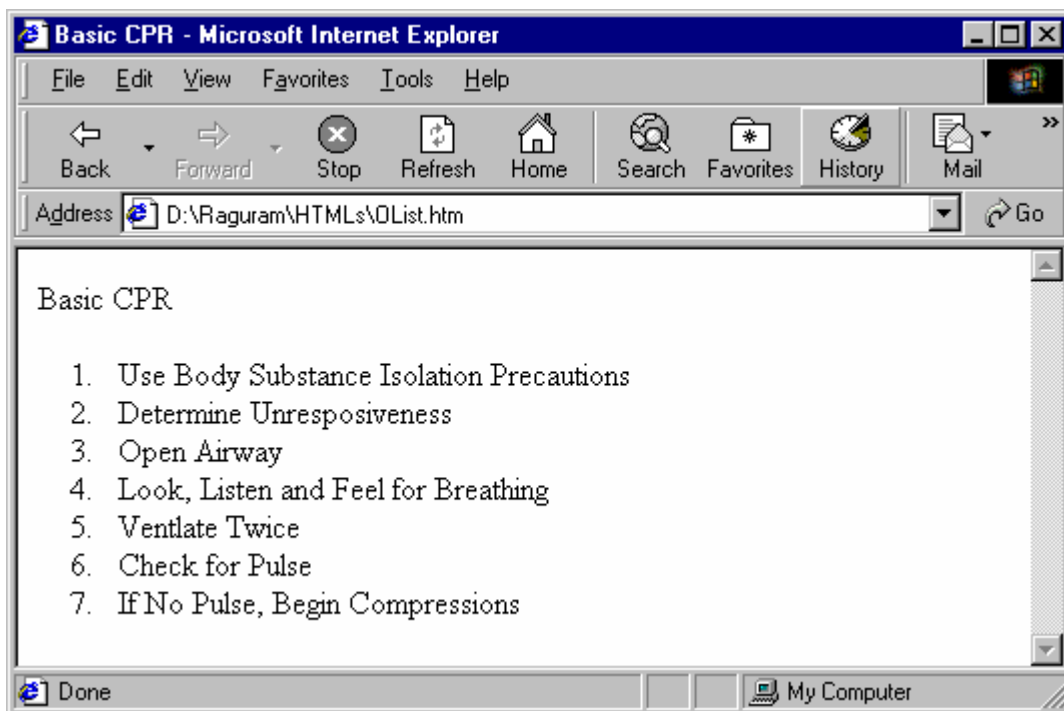 Basic CPR - Microsoft Internet Explorer
File Edit View Favorites Tools Help
Back Forward Stop Refresh Home Search Favorites History Mail »
Address D:\Raguram\HTMLs\OList.htm Go
Basic CPR
1. Use Body Substance Isolation Precautions
2. Determine Unresposiveness
3. Open Airway
4. Look, Listen and Feel for Breathing
5. Ventlate Twice
6. Check for Pulse
7. If No Pulse, Begin Compressions
Done My Computer